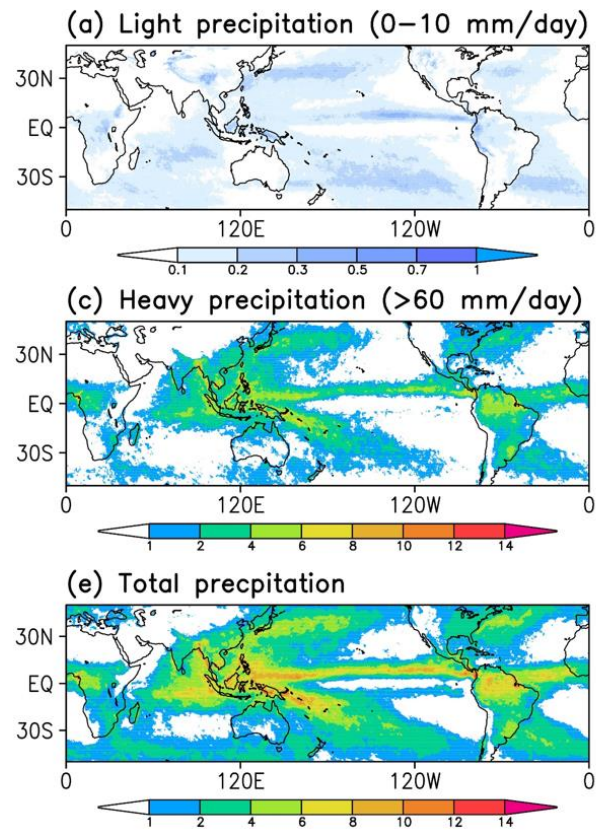 (a) Light precipitation (0–10 mm/day)
30N
EQ
30S
0 120E 120W 0
0.1 0.2 0.3 0.5 0.7 1
(c) Heavy precipitation (>60 mm/day)
30N
EQ
30S
0 120E 120W 0
1 2 4 6 8 10 12 14
(e) Total precpitation
30N
EQ
30S
0 120E 120W 0
1 2 4 6 8 10 12 14